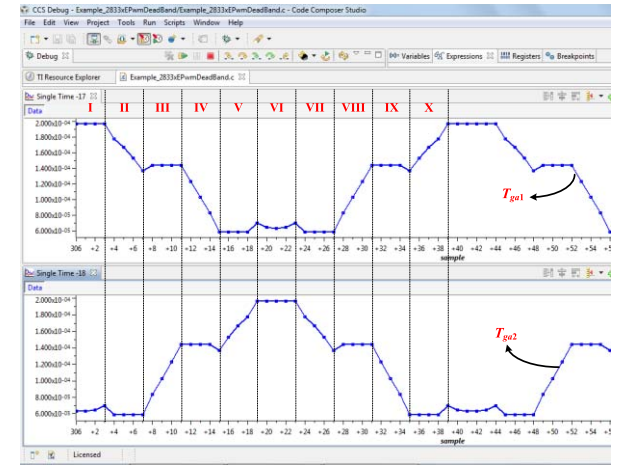 CCS Debug - Example_2833xEPwmDeadBand/Example_2833xEPwmDeadBand.c - Code Composer Studio
File Edit View Project Tools Run Scripts Window Help
Debug
Variables Expressions Registers Breakpoints
TI Resource Explorer Example_2833xEPwmDeadBand.c
Single Time -17
Data
I II III IV V VI VII VIII IX X
2.000x10-04
1.800x10-04
1.600x10-04
1.400x10-04
1.200x10-04
1.000x10-04
8.000x10-05
6.000x10-05
Tga1
306 +2 +4 +6 +8 +10 +12 +14 +16 +18 +20 +22 +24 +26 +28 +30 +32 +34 +36 +38 +40 +42 +44 +46 +48 +50 +52 +54
sample
Single Time -18
Data
2.000x10-04
1.800x10-04
1.600x10-04
1.400x10-04
1.200x10-04
1.000x10-04
8.000x10-05
6.000x10-05
Tga2
306 +2 +4 +6 +8 +10 +12 +14 +16 +18 +20 +22 +24 +26 +28 +30 +32 +34 +36 +38 +40 +42 +44 +46 +48 +50 +52 +54
sample
Licensed